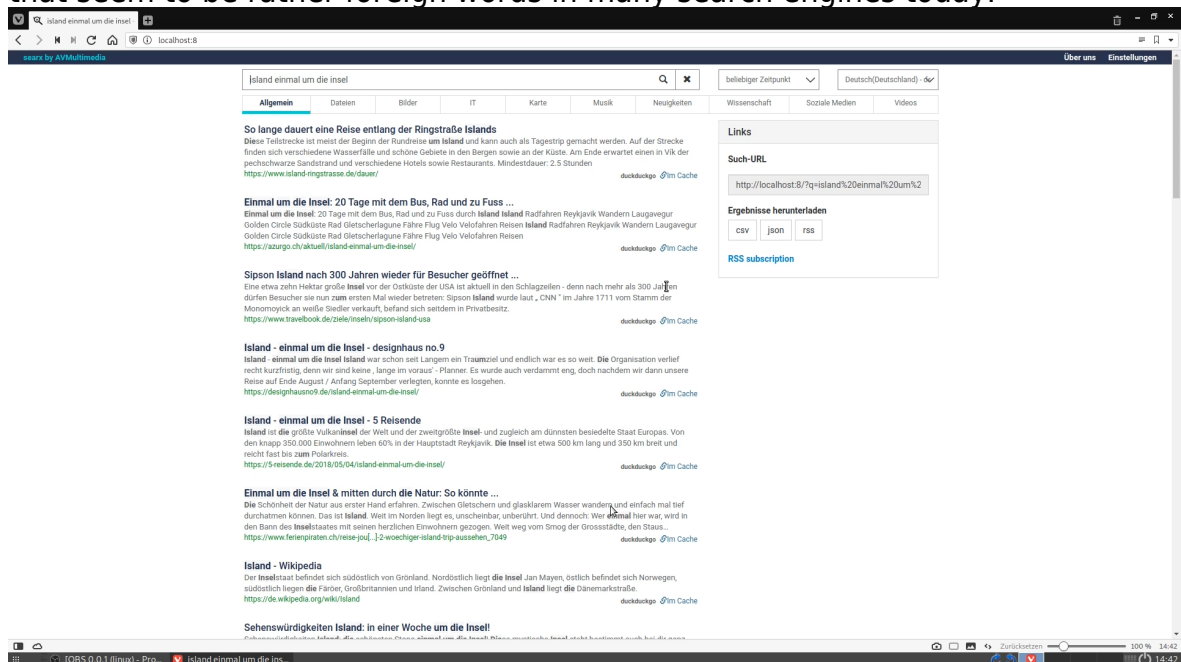 that seem to be rather foreign words in many search engines today.
island einmal um die insel -
localhost:8
searx by AVMultimedia
Über uns Einstellungen
island einmal um die insel
beliebiger Zeitpunkt
Deutsch(Deutschland) - de
Allgemein Dateien Bilder IT Karte Musik Neuigkeiten Wissenschaft Soziale Medien Videos
So lange dauert eine Reise entlang der Ringstraße Islands
Diese Teilstrecke ist meist der Beginn der Rundreise um Island und kann auch als Tagestrip gemacht werden. Auf der Strecke
finden sich verschiedene Wasserfälle und schöne Gebiete in den Bergen sowie an der Küste. Am Ende erwartet einen in Vík der
pechschwarze Sandstrand und verschiedene Hotels sowie Restaurants. Mindestdauer: 2.5 Stunden
https://www.island-ringstrasse.de/dauer/
duckduckgo Im Cache
Einmal um die Insel: 20 Tage mit dem Bus, Rad und zu Fuss ...
Einmal um die Insel: 20 Tage mit dem Bus, Rad und zu Fuss durch Island Island Radfahren Reykjavik Wandern Laugavegur
Golden Circle Südküste Rad Gletscherlagune Fähre Flug Velo Velofahren Reisen Island Radfahren Reykjavik Wandern Laugavegur
Golden Circle Südküste Rad Gletscherlagune Fähre Flug Velo Velofahren Reisen
https://azurgo.ch/aktuell/island-einmal-um-die-insel/
duckduckgo Im Cache
Sipson Island nach 300 Jahren wieder für Besucher geöffnet ...
Eine etwa zehn Hektar große Insel vor der Ostküste der USA ist aktuell in den Schlagzeilen - denn nach mehr als 300 Jahren
dürfen Besucher sie nun zum ersten Mal wieder betreten: Sipson Island wurde laut „ CNN " im Jahre 1711 vom Stamm der
Monomoyick an weiße Siedler verkauft, befand sich seitdem in Privatbesitz.
https://www.travelbook.de/ziele/inseln/sipson-island-usa
duckduckgo Im Cache
Island - einmal um die Insel - designhaus no.9
Island - einmal um die Insel Island war schon seit Langem ein Traumziel und endlich war es so weit. Die Organisation verlief
recht kurzfristig, denn wir sind keine ‚ lange im voraus' - Planner. Es wurde auch verdammt eng, doch nachdem wir dann unsere
Reise auf Ende August / Anfang September verlegten, konnte es losgehen.
https://designhausno9.de/island-einmal-um-die-insel/
duckduckgo Im Cache
Island - einmal um die Insel - 5 Reisende
Island ist die größte Vulkaninsel der Welt und der zweitgrößte Insel- und zugleich am dünnsten besiedelte Staat Europas. Von
den knapp 350.000 Einwohnern leben 60% in der Hauptstadt Reykjavik. Die Insel ist etwa 500 km lang und 350 km breit und
reicht fast bis zum Polarkreis.
https://5-reisende.de/2018/05/04/island-einmal-um-die-insel/
duckduckgo Im Cache
Einmal um die Insel & mitten durch die Natur: So könnte ...
Die Schönheit der Natur aus erster Hand erfahren. Zwischen Gletschern und glasklarem Wasser wandern und einfach mal tief
durchatmen können. Das ist Island. Weit im Norden liegt es, unscheinbar, unberührt. Und dennoch: Wer einmal hier war, wird in
den Bann des Inselstaates mit seinen herzlichen Einwohnern gezogen. Weit weg vom Smog der Grossstädte, den Staus...
https://www.ferienpiraten.ch/reise-jou[...]-2-woechiger-island-trip-aussehen_7049
duckduckgo Im Cache
Island - Wikipedia
Der Inselstaat befindet sich südöstlich von Grönland. Nordöstlich liegt die Insel Jan Mayen, östlich befindet sich Norwegen,
südöstlich liegen die Färöer, Großbritannien und Irland. Zwischen Grönland und Island liegt die Dänemarkstraße.
https://de.wikipedia.org/wiki/Island
duckduckgo Im Cache
Sehenswürdigkeiten Island: in einer Woche um die Insel!
Links
Such-URL
http://localhost:8/?q=island%20einmal%20um%2
Ergebnisse herunterladen
csv json rss
RSS subscription
Zurücksetzen 100 % 14:42
[OBS 0.0.1 (linux) - Pro... island einmal um die ins... 14:42